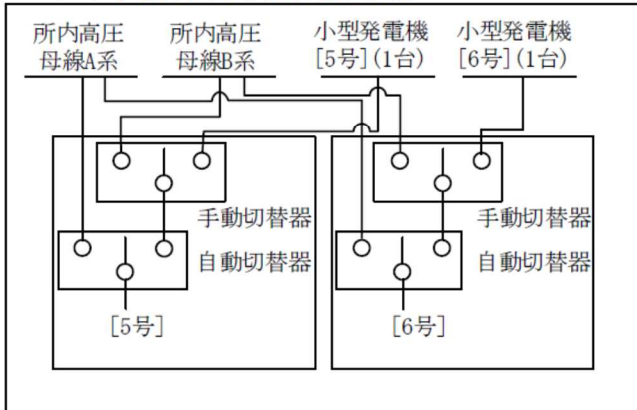 所内高圧
母線A系
所内高圧
母線B系
小型発電機
[5号](1台)
小型発電機
[6号](1台)
手動切替器
自動切替器
[5号]
手動切替器
自動切替器
[6号]